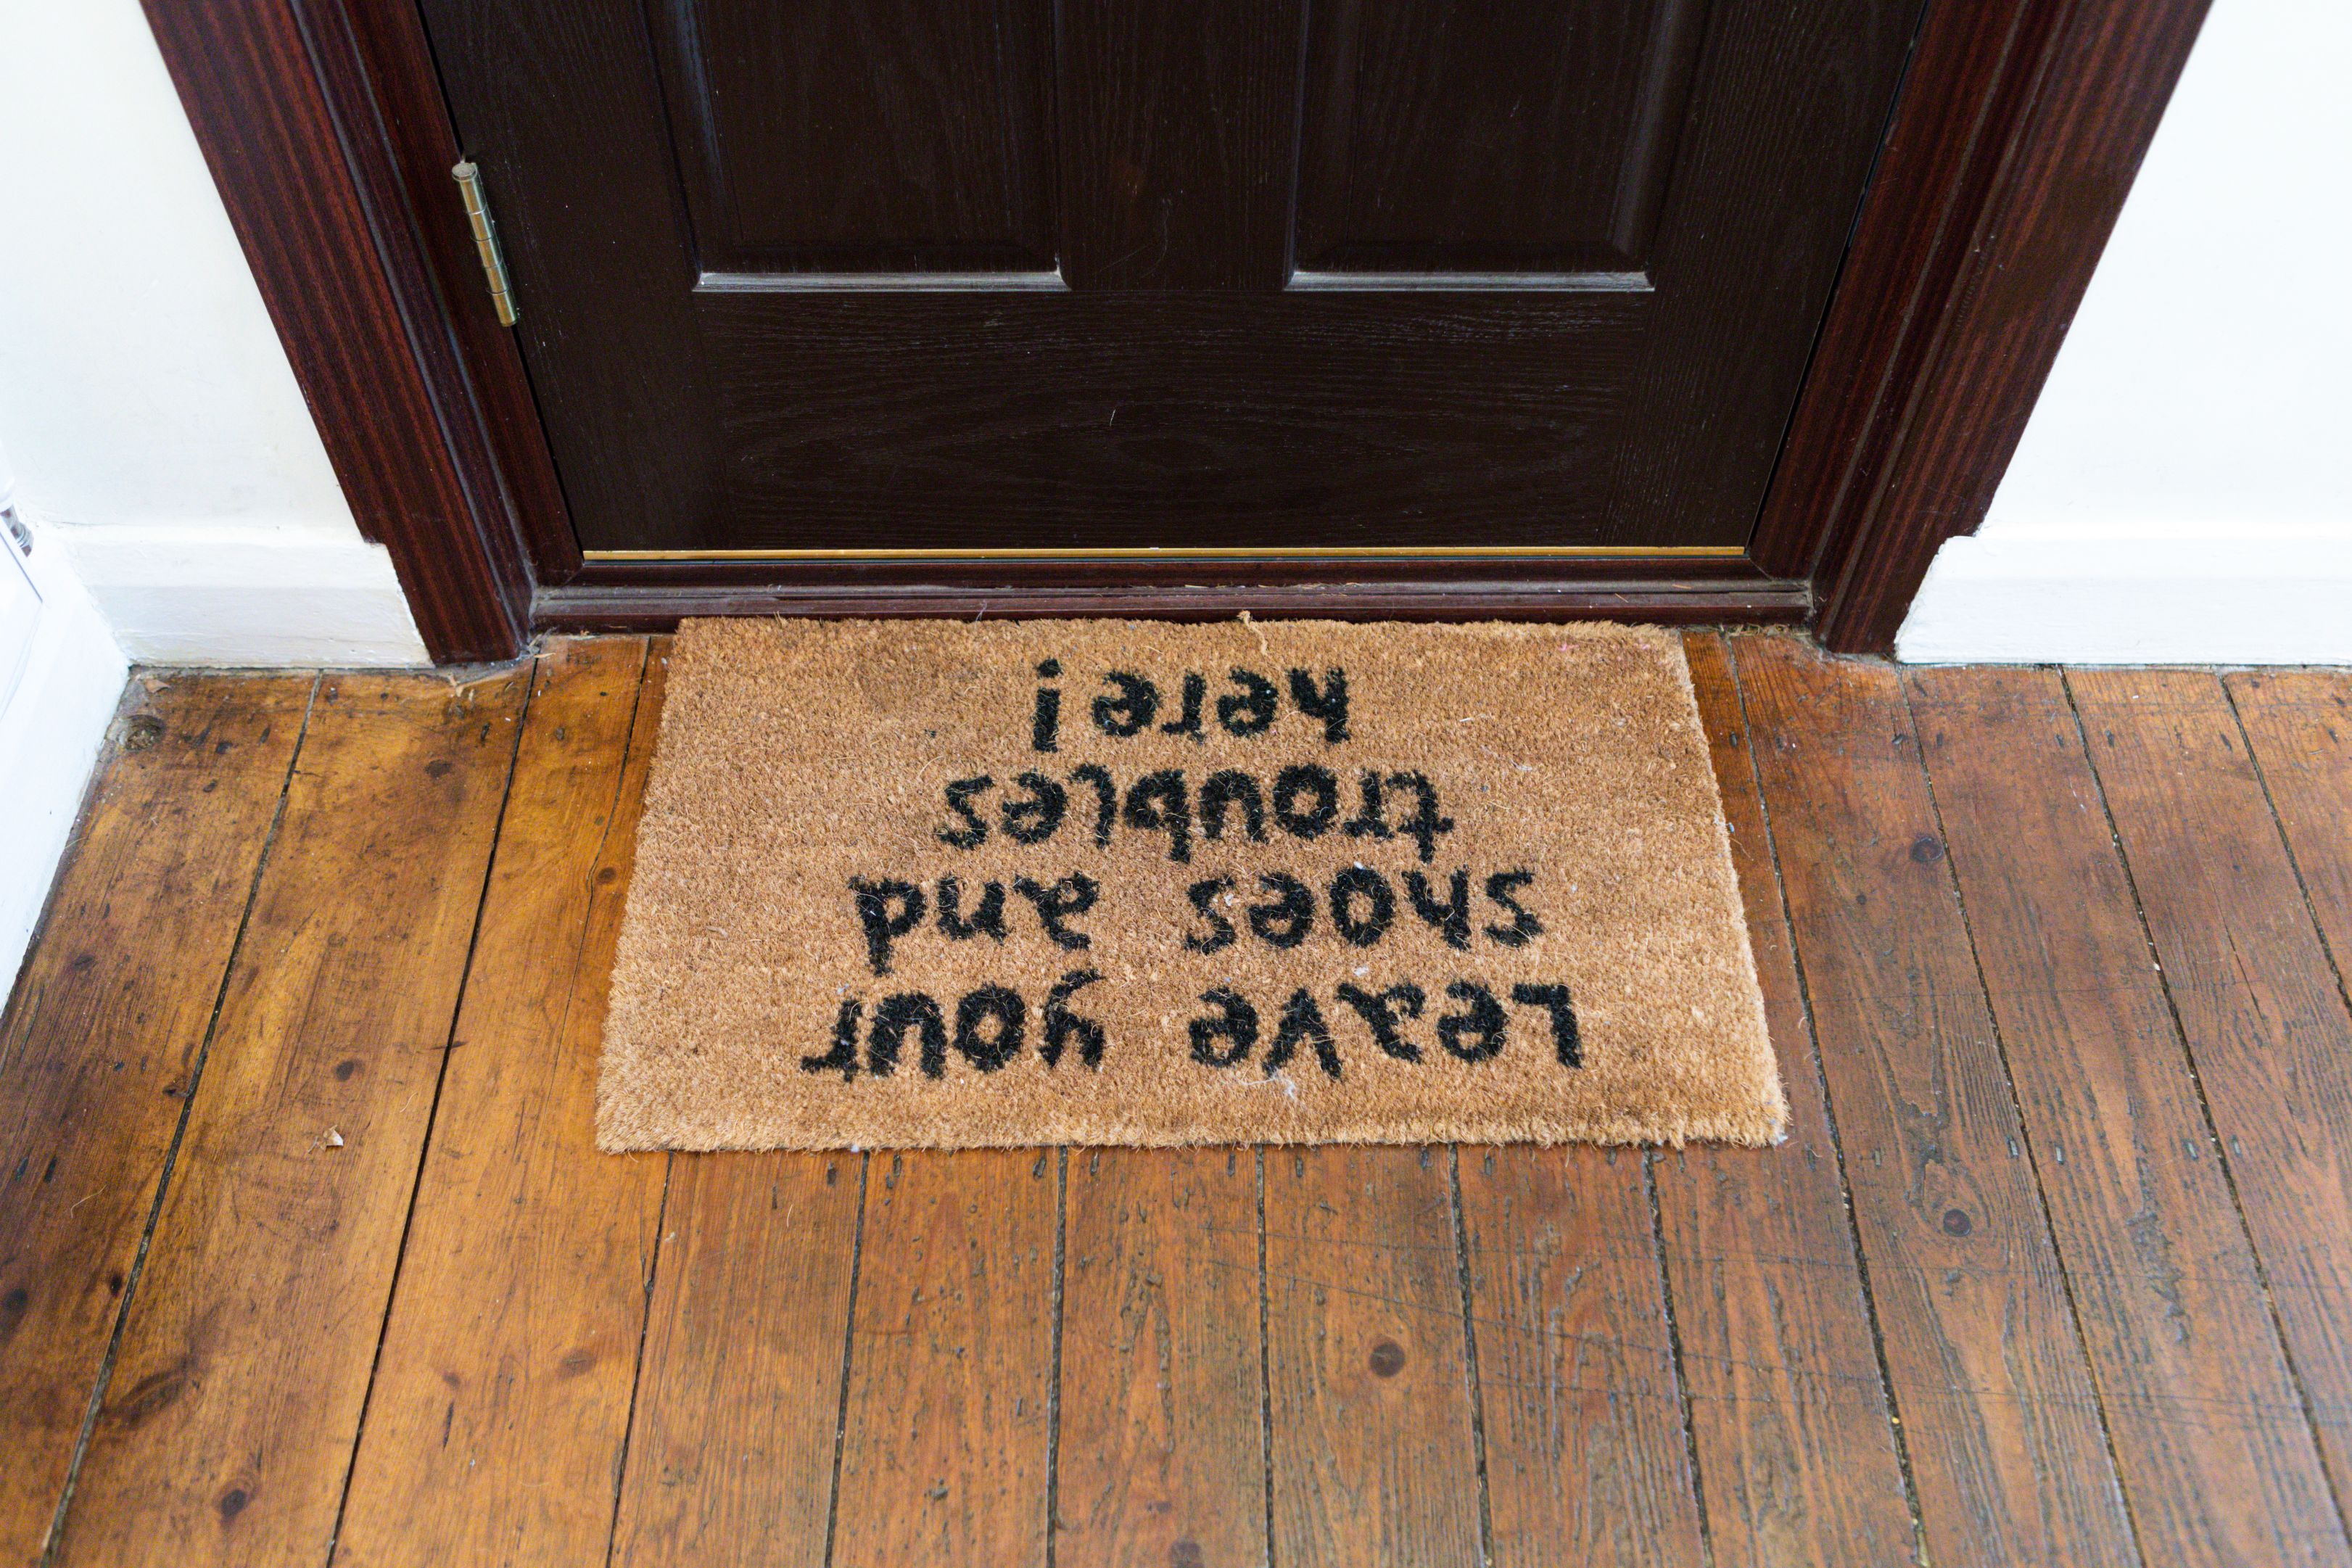 Leave your
shoes and
troubles
here!